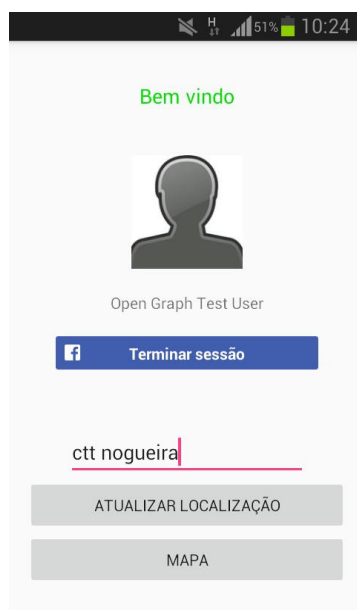 H 51% 10:24
Bem vindo
Open Graph Test User
f Terminar sessão
ctt nogueira
ATUALIZAR LOCALIZAÇÃO
MAPA